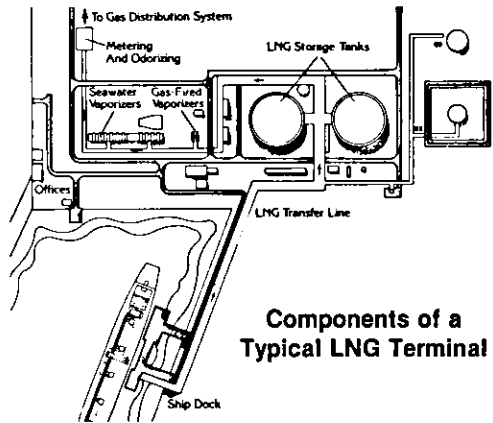 To Gas Distribution System
Metering
And Odorizing
LNG Storage Tanks
Seawater
Vaporizers
Gas-Fired
Vaporizers
Offices
LNG Transfer Line
Components of a
Typical LNG Terminal
Ship Dock